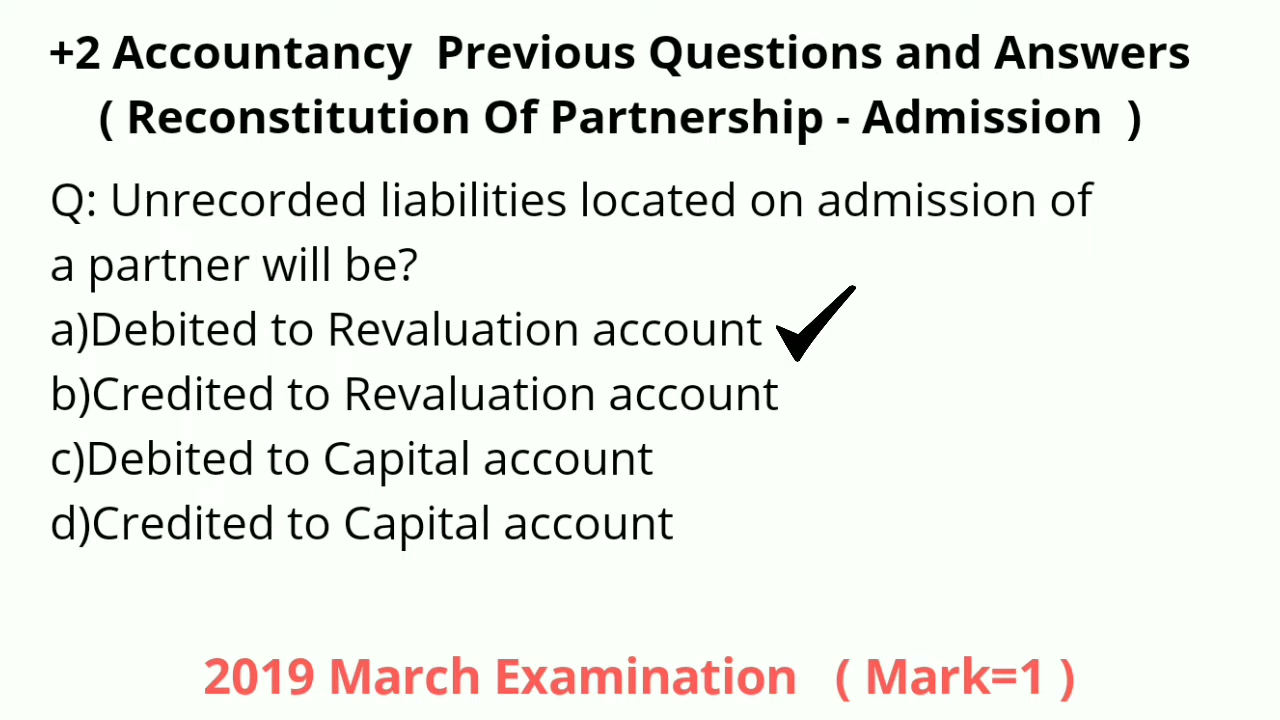 +2 Accountancy Previous Questions and Answers
( Reconstitution Of Partnership - Admission )
Q: Unrecorded liabilities located on admission of
a partner will be?
a)Debited to Revaluation account
b)Credited to Revaluation account
c)Debited to Capital account
d)Credited to Capital account
2019 March Examination ( Mark=1 )